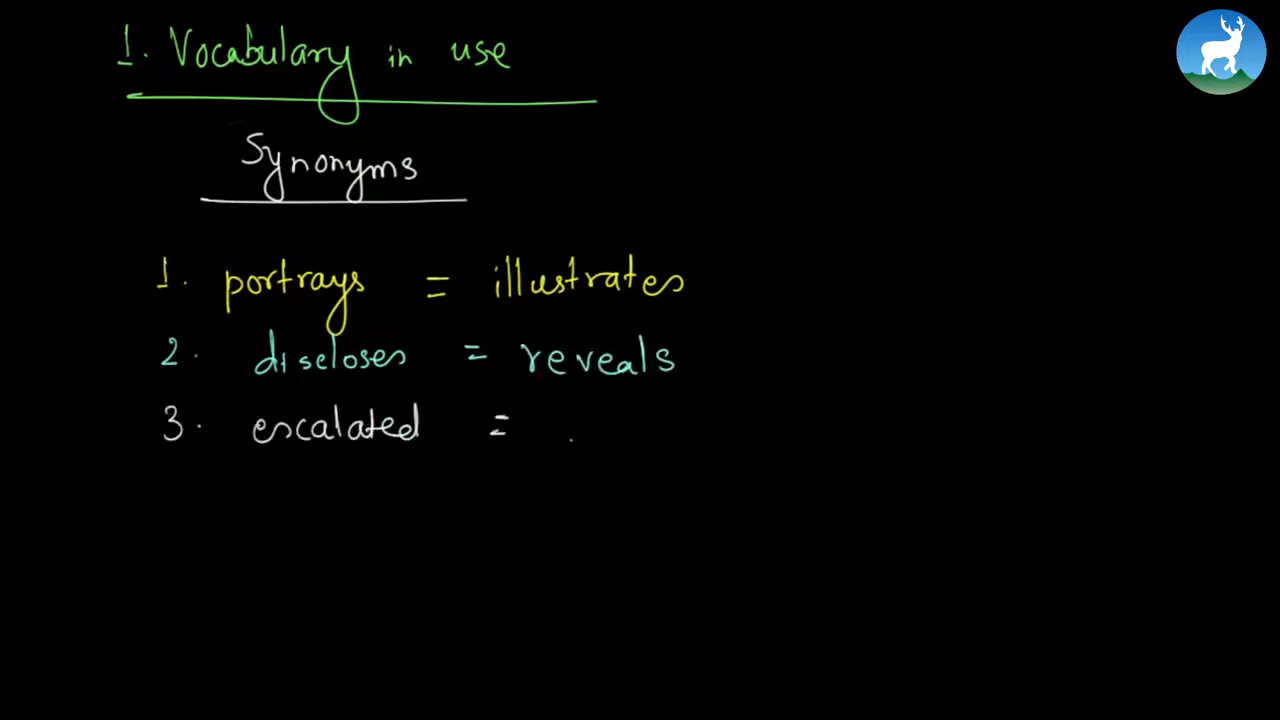 1. Vocabulary in use
Synonyms
1. portrays = illustrates
2. discloses = reveals
3. escalated =